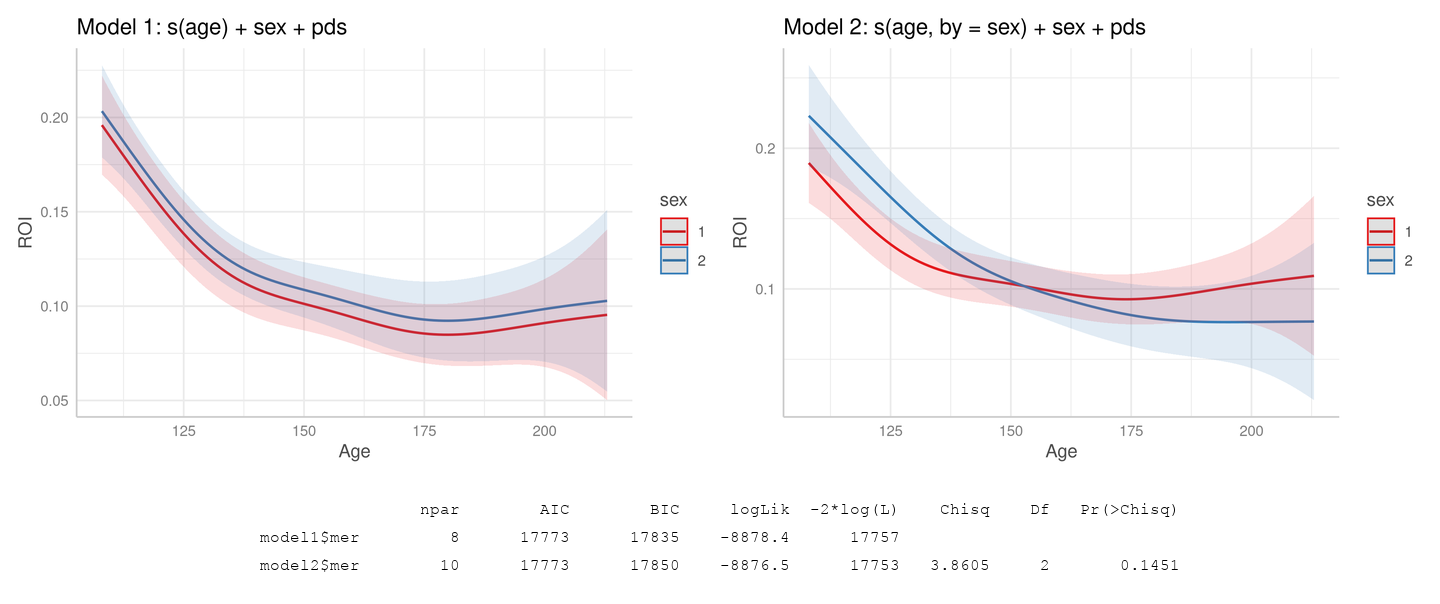 Model 1: s(age) + sex + pds
0.20
0.15
0.10
0.05
ROI
125 150 175 200
Age
sex
1
2
Model 2: s(age, by = sex) + sex + pds
0.2
0.1
ROI
125 150 175 200
Age
sex
1
2
npar AIC BIC logLik -2*log(L) Chisq Df Pr(>Chisq)
model1$mer 8 17773 17835 -8878.4 17757
model2$mer 10 17773 17850 -8876.5 17753 3.8605 2 0.1451